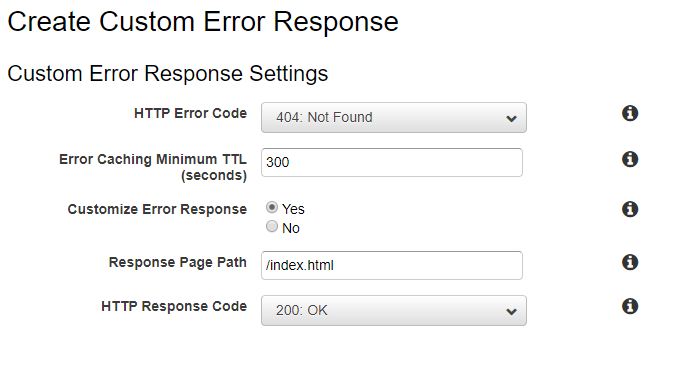 Create Custom Error Response
Custom Error Response Settings
HTTP Error Code
404: Not Found
Error Caching Minimum TTL
(seconds)
300
Customize Error Response
Yes
No
Response Page Path
/index.html
HTTP Response Code
200: OK